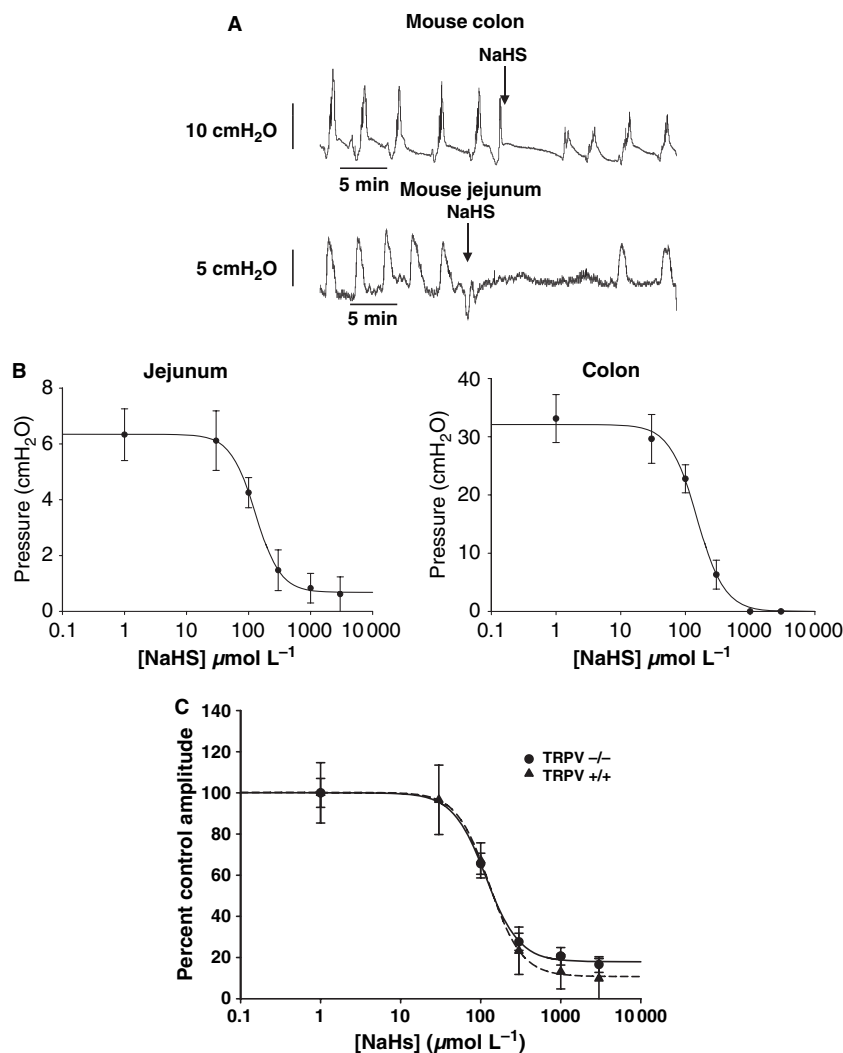 A
Mouse colon
NaHS
10 cmH2O
5 min
Mouse jejunum
NaHS
5 cmH2O
5 min
B
Jejunum
8
6
4
2
0
Pressure (cmH2O)
0.1 1 10 100 1000 10 000
[NaHS] µmol L–1
Colon
40
30
20
10
0
Pressure (cmH2O)
0.1 1 10 100 1000 10 000
[NaHS] µmol L–1
C
140
120
100
80
60
40
20
0
Percent control amplitude
TRPV –/–
TRPV +/+
0.1 1 10 100 1000 10 000
[NaHs] (µmol L–1)